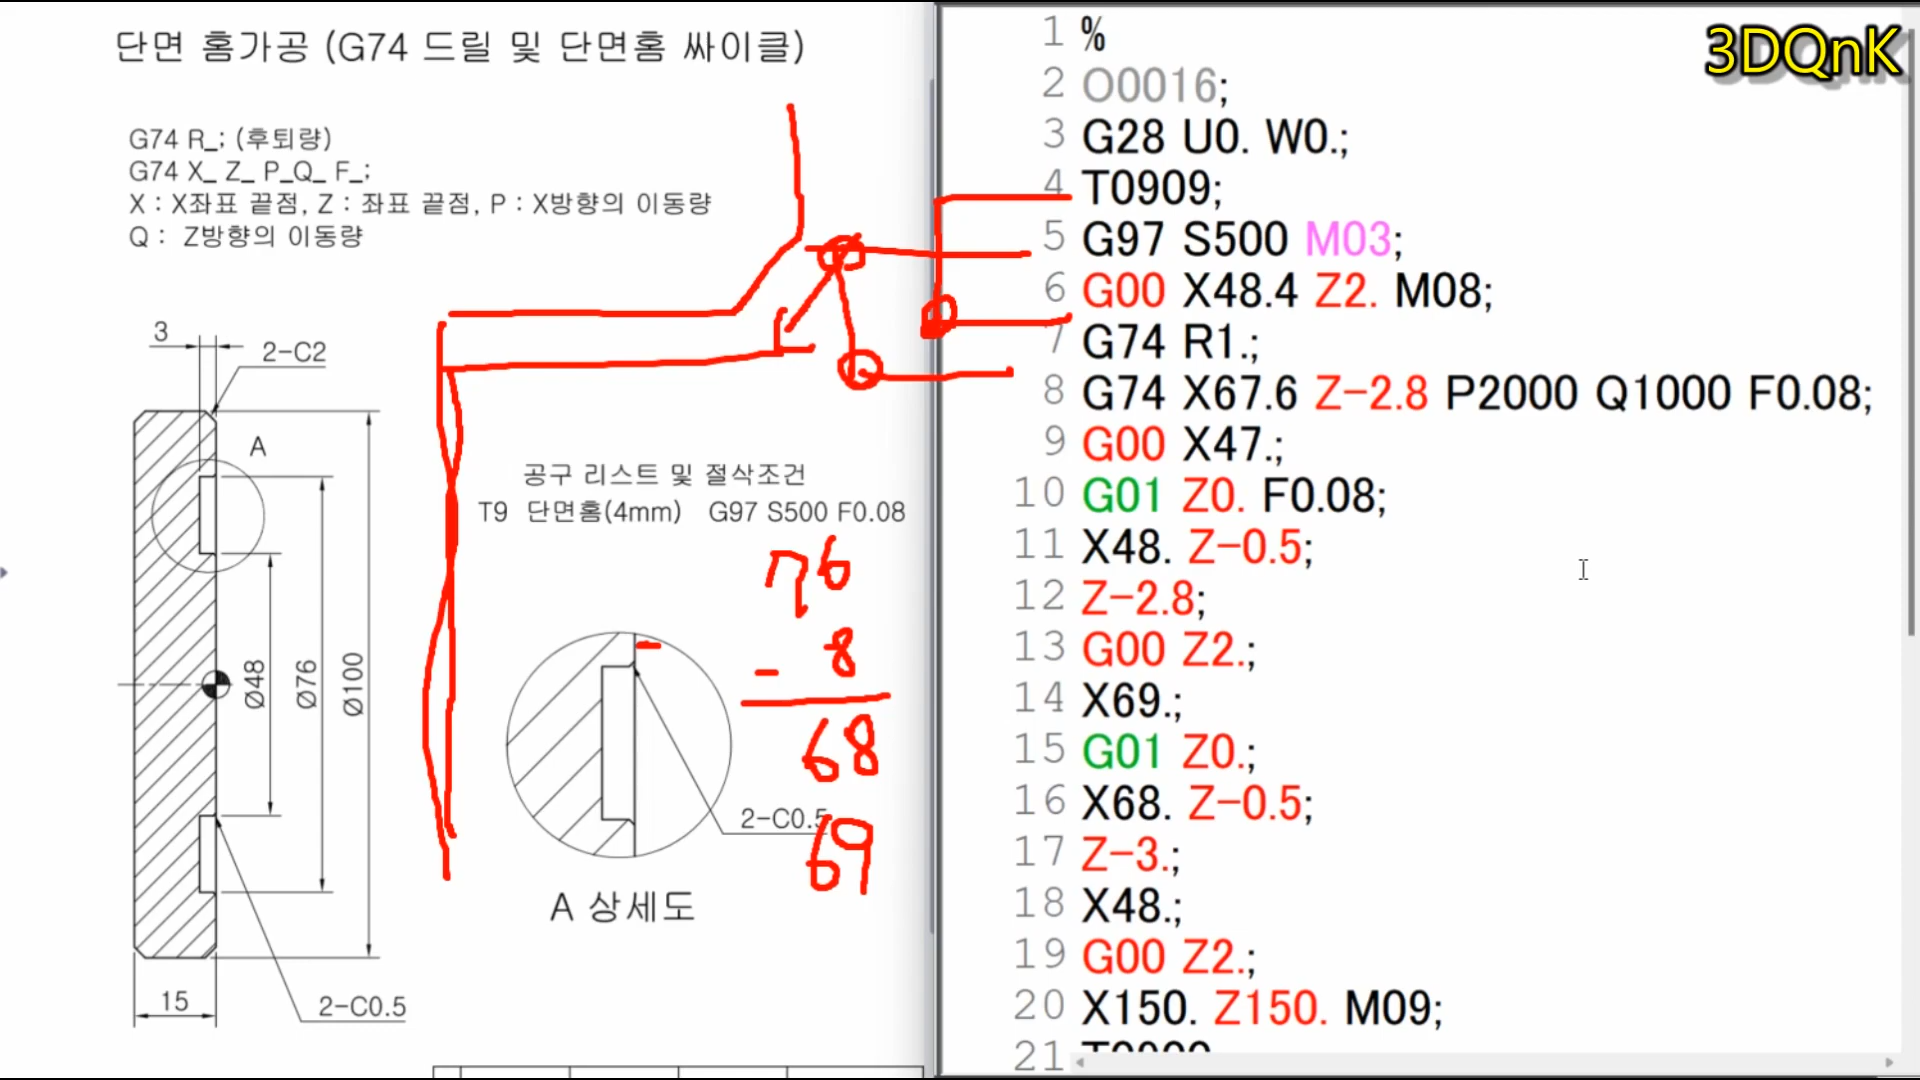 단면 홈가공 (G74 드릴 및 단면홈 싸이클)
G74 R_; (후퇴량)
G74 X_ Z_ P_Q_ F_;
X : X좌표 끝점, Z : 좌표 끝점, P : X방향의 이동량
Q : Z방향의 이동량
3
2-C2
A
Ø48
Ø76
Ø100
15
2-C0.5
공구 리스트 및 절삭조건
T9 단면홈(4mm) G97 S500 F0.08
76
- 8
68
69
2-C0.5
A 상세도
3DQnK
1 %
2 O0016;
3 G28 U0. W0.;
4 T0909;
5 G97 S500 M03;
6 G00 X48.4 Z2. M08;
7 G74 R1.;
8 G74 X67.6 Z-2.8 P2000 Q1000 F0.08;
9 G00 X47.;
10 G01 Z0. F0.08;
11 X48. Z-0.5;
12 Z-2.8;
13 G00 Z2.;
14 X69.;
15 G01 Z0.;
16 X68. Z-0.5;
17 Z-3.;
18 X48.;
19 G00 Z2.;
20 X150. Z150. M09;
21